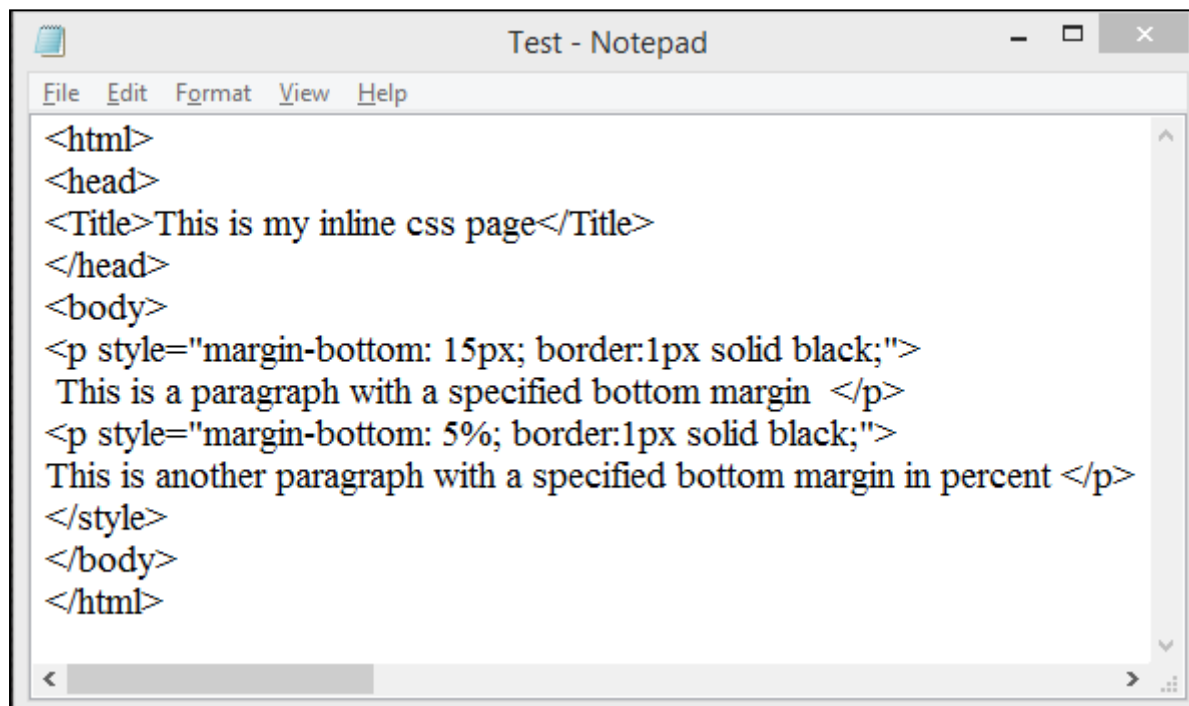 Test - Notepad
File Edit Format View Help
<html>
<head>
<Title>This is my inline css page</Title>
</head>
<body>
<p style="margin-bottom: 15px; border:1px solid black;">
 This is a paragraph with a specified bottom margin  </p>
<p style="margin-bottom: 5%; border:1px solid black;">
This is another paragraph with a specified bottom margin in percent </p>
</style>
</body>
</html>